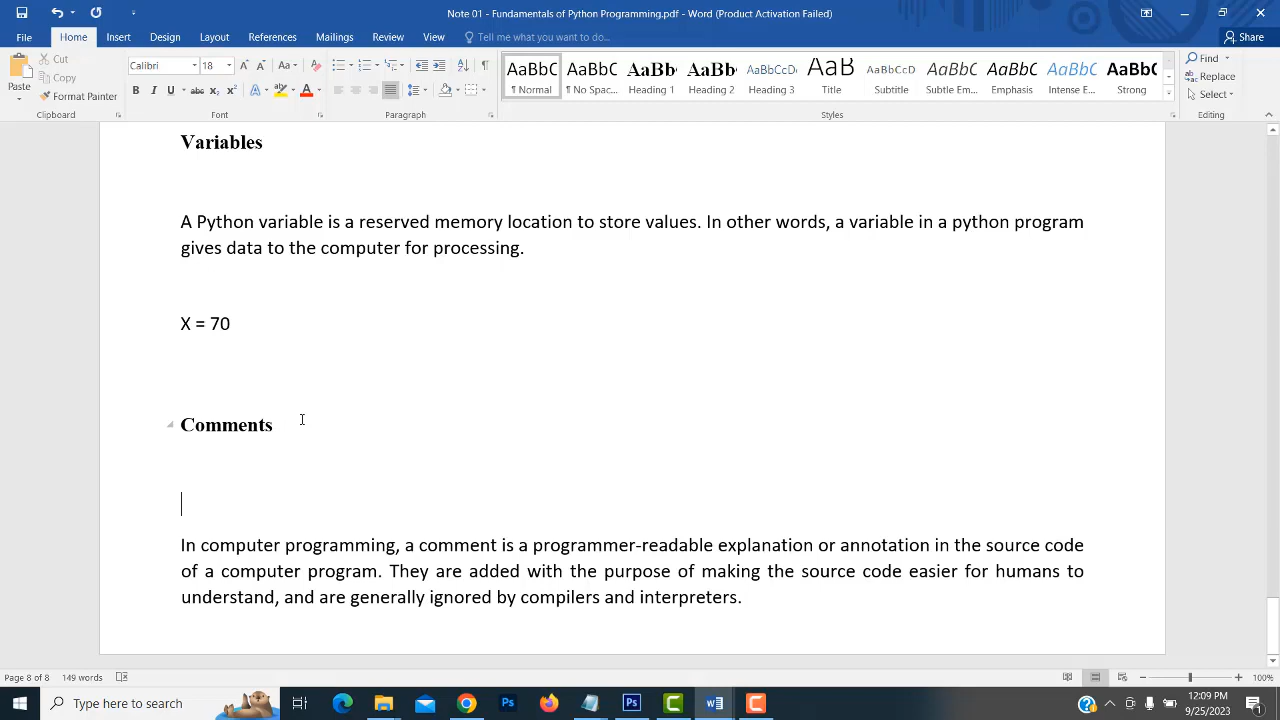 Note 01 - Fundamentals of Python Programming.pdf - Word (Product Activation Failed)
File Home Insert Design Layout References Mailings Review View Tell me what you want to do... Share
Paste Cut Copy Format Painter
Calibri 18
Clipboard Font Paragraph Styles Editing
AaBbC ¶ Normal
AaBbC ¶ No Spac...
AaBb Heading 1
AaBb Heading 2
AaBbCcD Heading 3
AaB Title
AaBbCcD Subtitle
AaBbCc Subtle Em...
AaBbCc Emphasis
AaBbCc Intense E...
AaBbC Strong
Find
Replace
Select
Variables
A Python variable is a reserved memory location to store values. In other words, a variable in a python program
gives data to the computer for processing.
X = 70
Comments
In computer programming, a comment is a programmer-readable explanation or annotation in the source code
of a computer program. They are added with the purpose of making the source code easier for humans to
understand, and are generally ignored by compilers and interpreters.
Page 8 of 8 149 words 100%
Type here to search
12:09 PM
9/25/2023